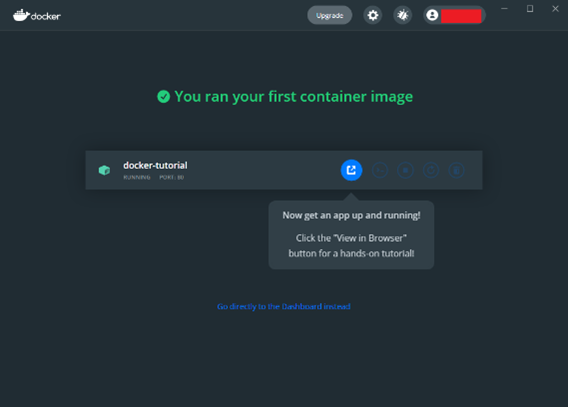 docker
Upgrade
You ran your first container image
docker-tutorial
RUNNING PORT: 80
Now get an app up and running!
Click the "View in Browser"
button for a hands-on tutorial!
Go directly to the Dashboard instead